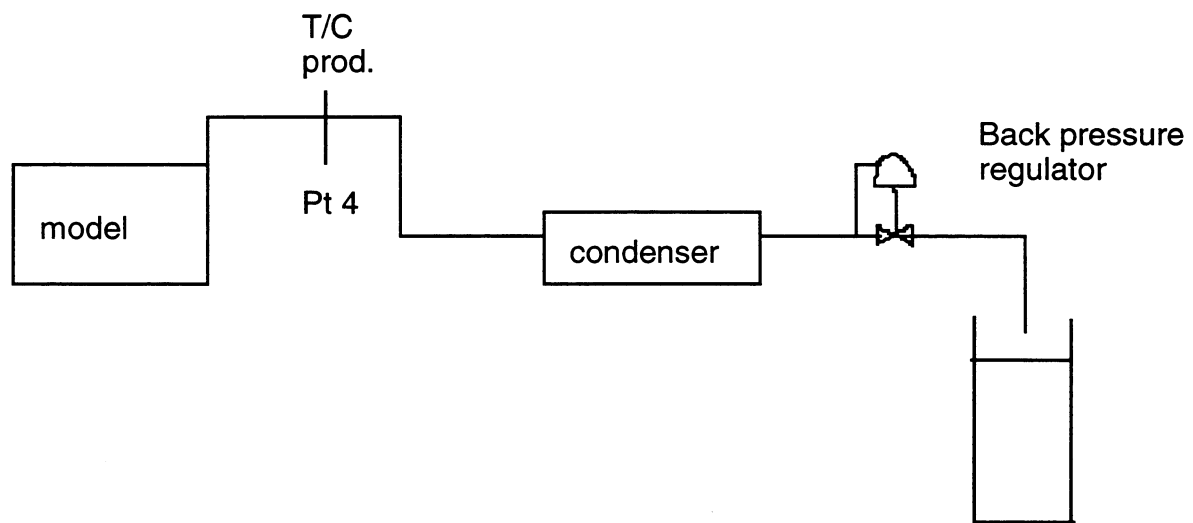 T/C
prod.
Pt 4
model
condenser
Back pressure
regulator